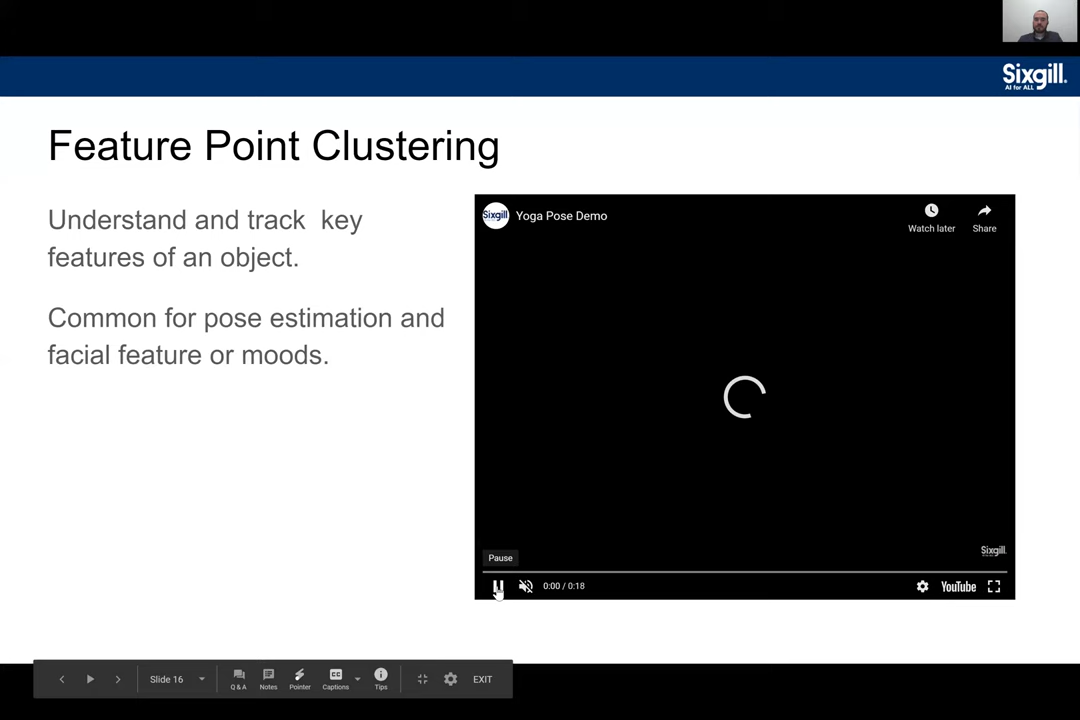 Sixgill.
AI for ALL
Feature Point Clustering
Understand and track key
features of an object.
Common for pose estimation and
facial feature or moods.
Sixgill
Yoga Pose Demo
Watch later
Share
Sixgill.
Pause
0:00 / 0:18
YouTube
Slide 16
Q & A
Notes
Pointer
CC
Captions
Tips
EXIT